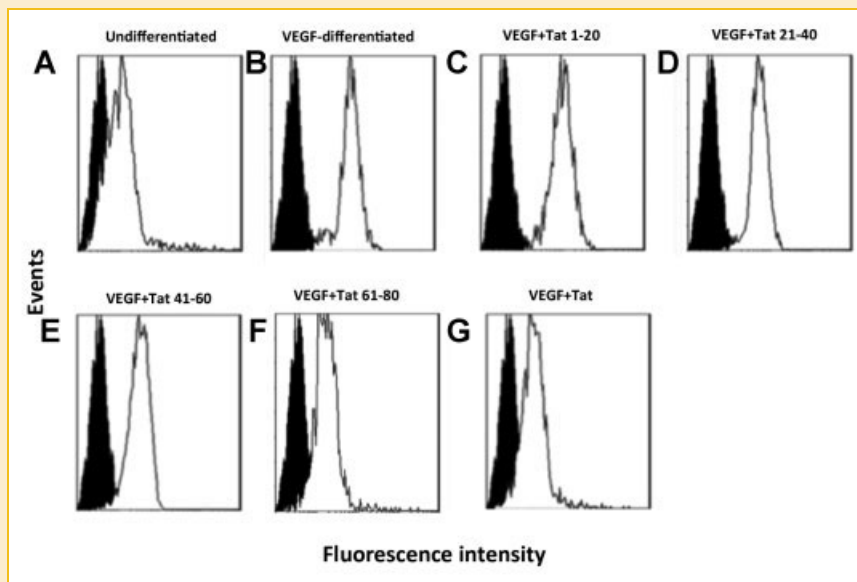 Undifferentiated
VEGF-differentiated
VEGF+Tat 1-20
VEGF+Tat 21-40
A
B
C
D
VEGF+Tat 41-60
VEGF+Tat 61-80
VEGF+Tat
E
F
G
Events
Fluorescence intensity